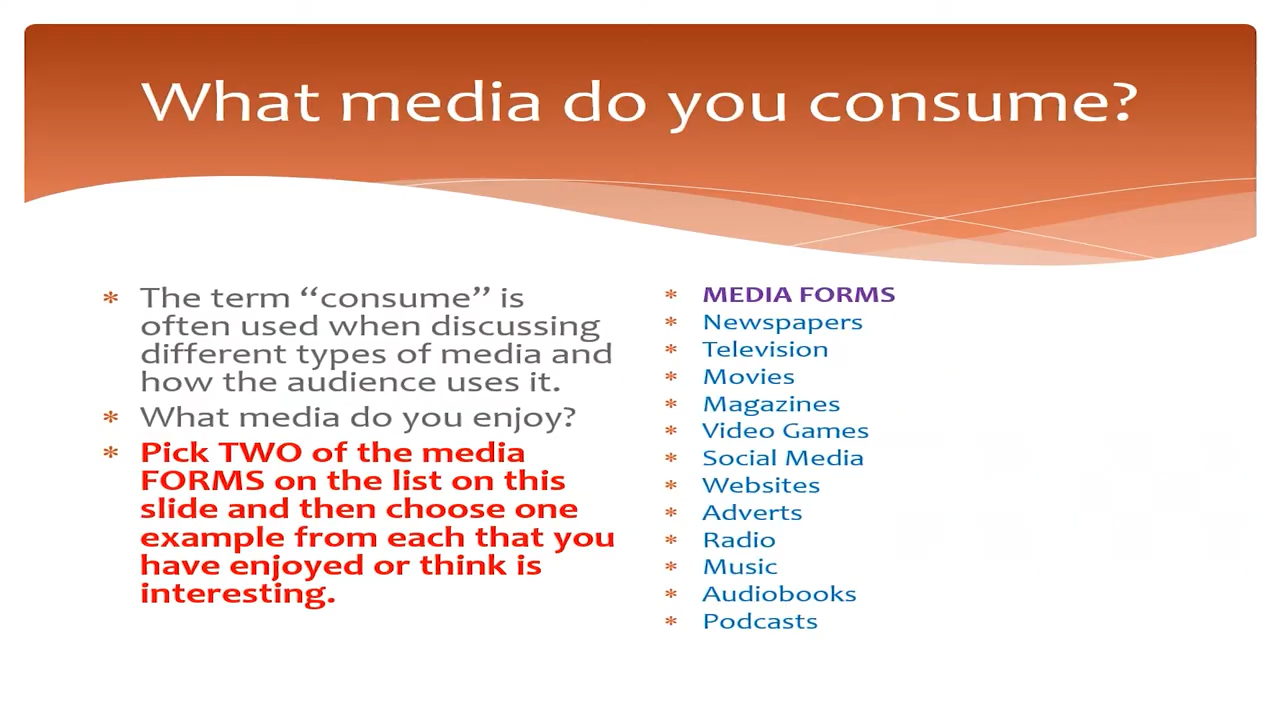 What media do you consume?
* The term “consume” is
often used when discussing
different types of media and
how the audience uses it.
* What media do you enjoy?
* Pick TWO of the media
FORMS on the list on this
slide and then choose one
example from each that you
have enjoyed or think is
interesting.
* MEDIA FORMS
* Newspapers
* Television
* Movies
* Magazines
* Video Games
* Social Media
* Websites
* Adverts
* Radio
* Music
* Audiobooks
* Podcasts